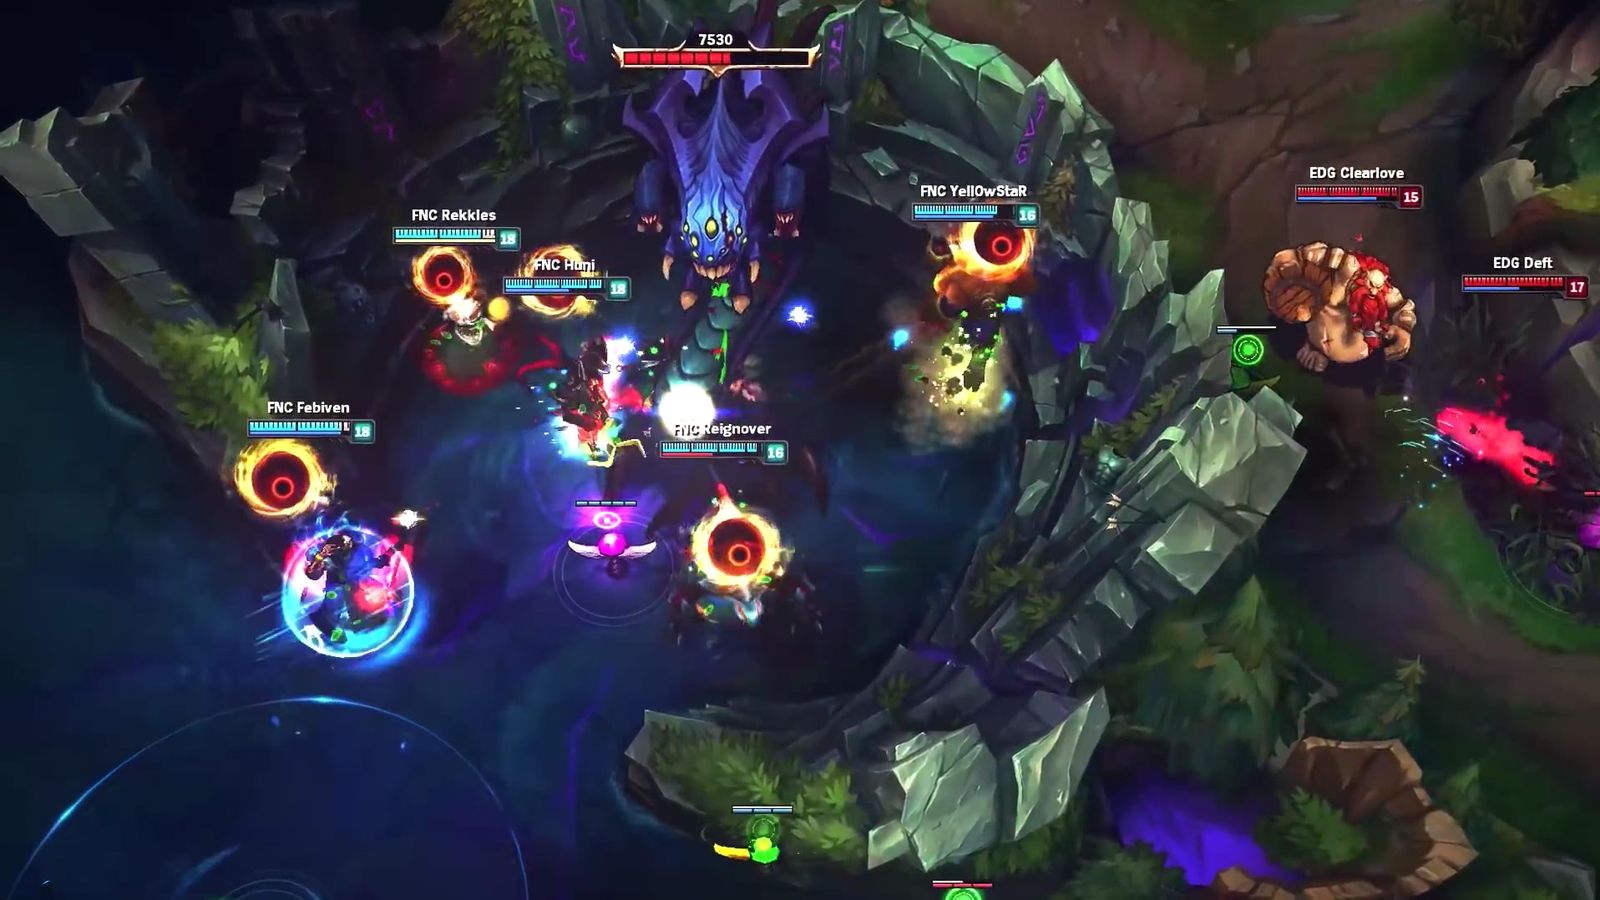 7530
EDG Clearlove
15
FNC YellOwStaR
16
FNC Rekkles
18
EDG Deft
17
FNC Huni
18
FNC Febiven
18
FNC Reignover
16